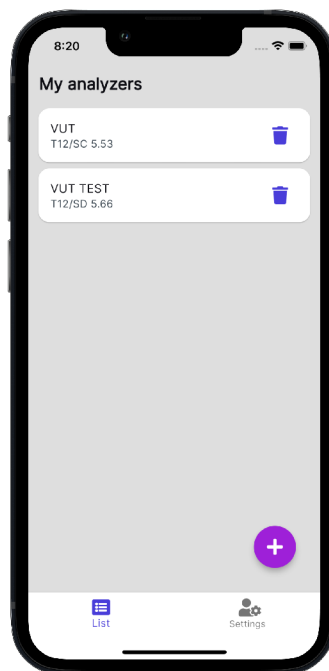 8:20
My analyzers
VUT
T12/SC 5.53
VUT TEST
T12/SD 5.66
List
Settings